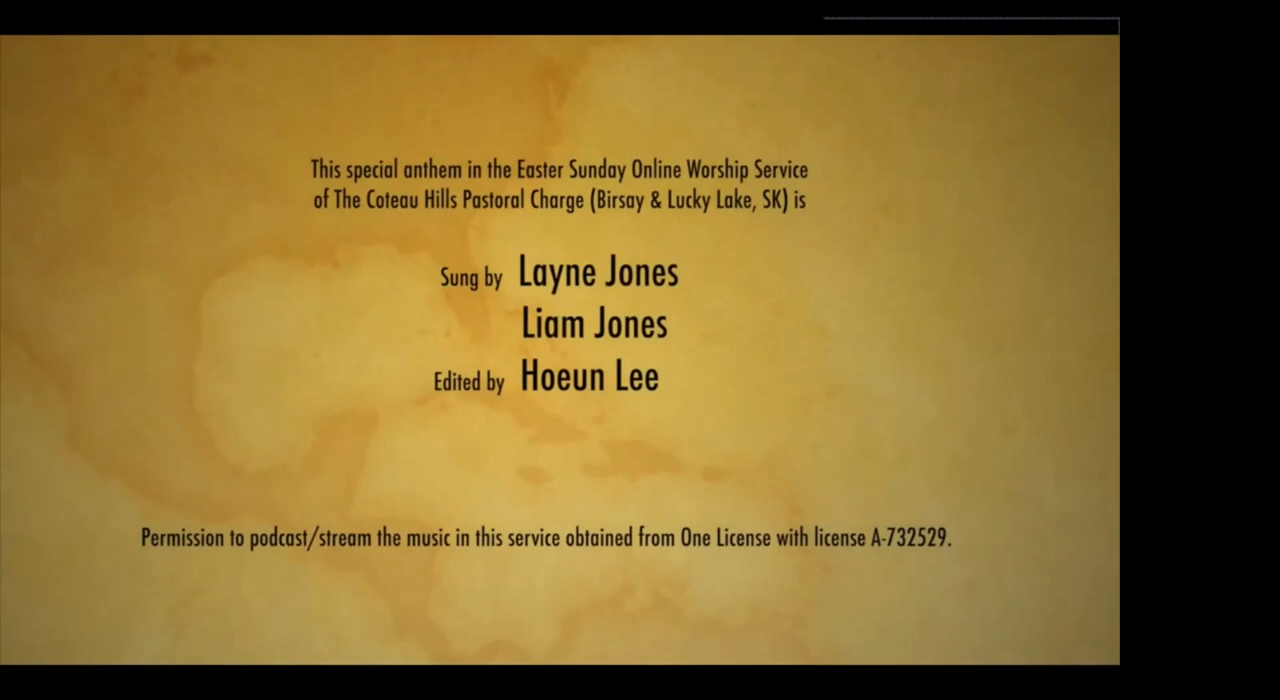 This special anthem in the Easter Sunday Online Worship Service
of The Coteau Hills Pastoral Charge (Birsay & Lucky Lake, SK) is
Sung by Layne Jones
Liam Jones
Edited by Hoeun Lee
Permission to podcast/stream the music in this service obtained from One License with license A-732529.